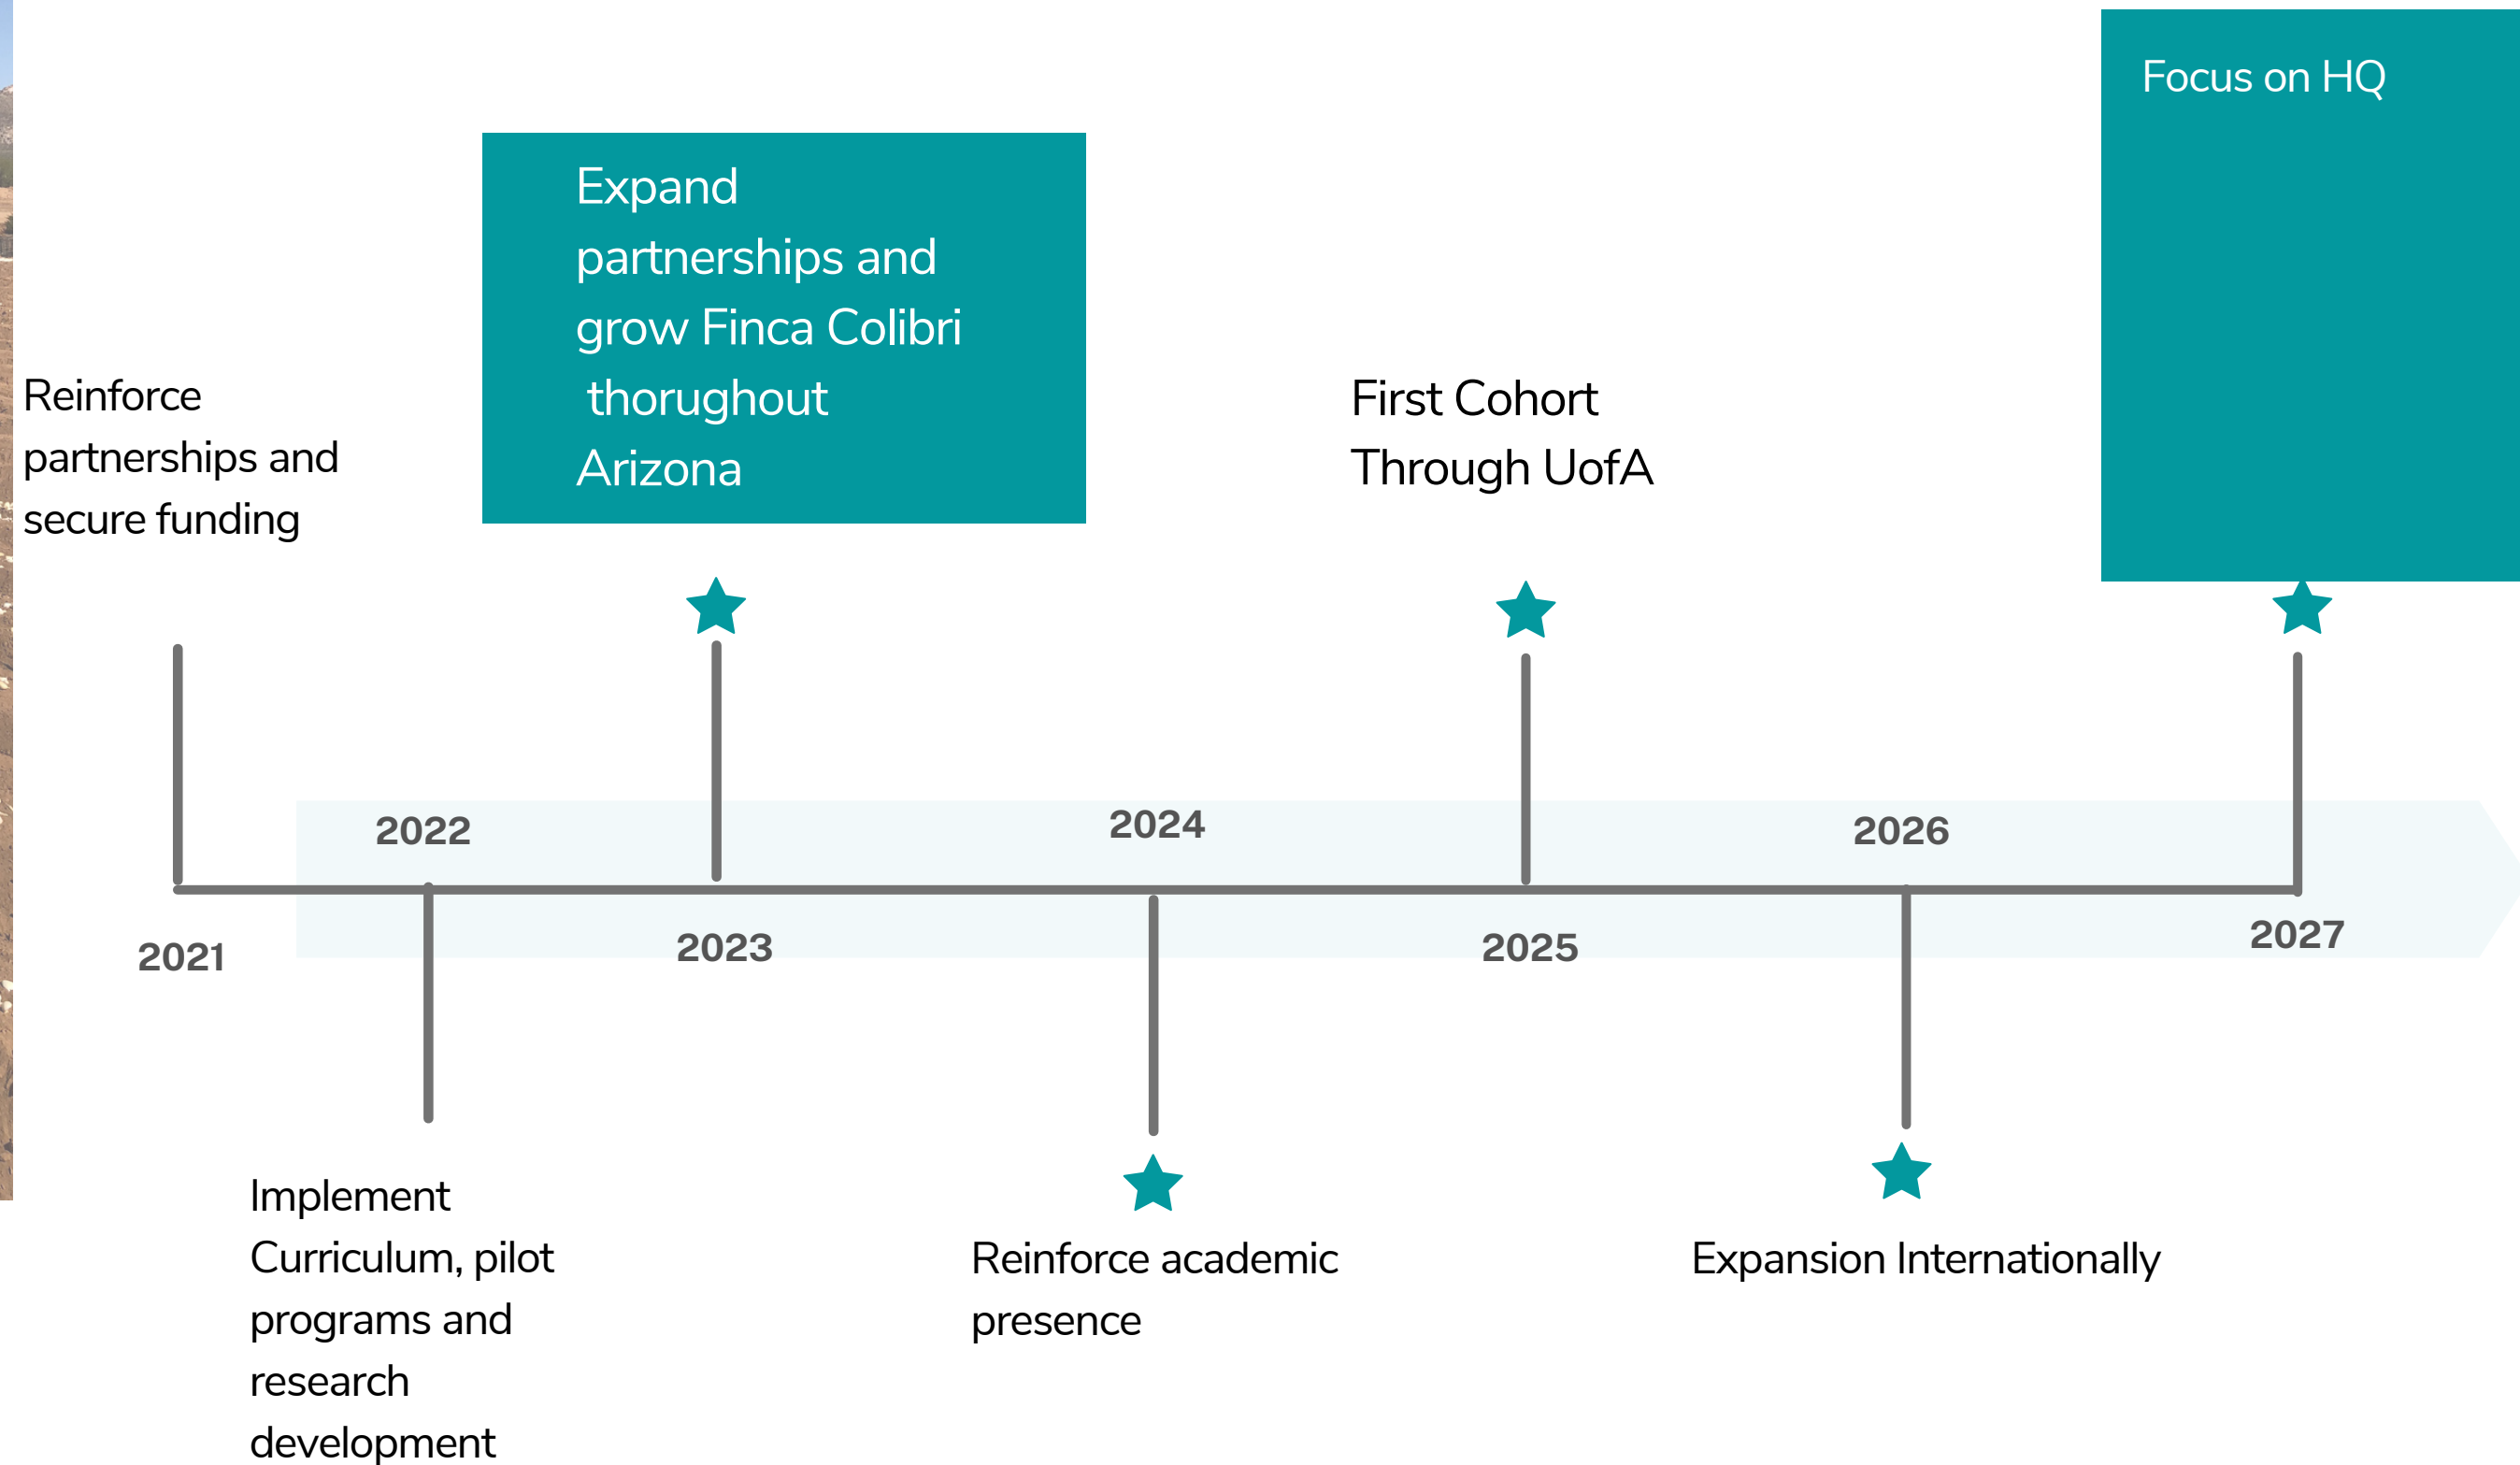 Focus on HQ
Expand
partnerships and
grow Finca Colibri
thorughout
Arizona
Reinforce
partnerships and
secure funding
First Cohort
Through UofA
2022
2024
2026
2021
2023
2025
2027
Implement
Curriculum, pilot
programs and
research
development
Reinforce academic
presence
Expansion Internationally